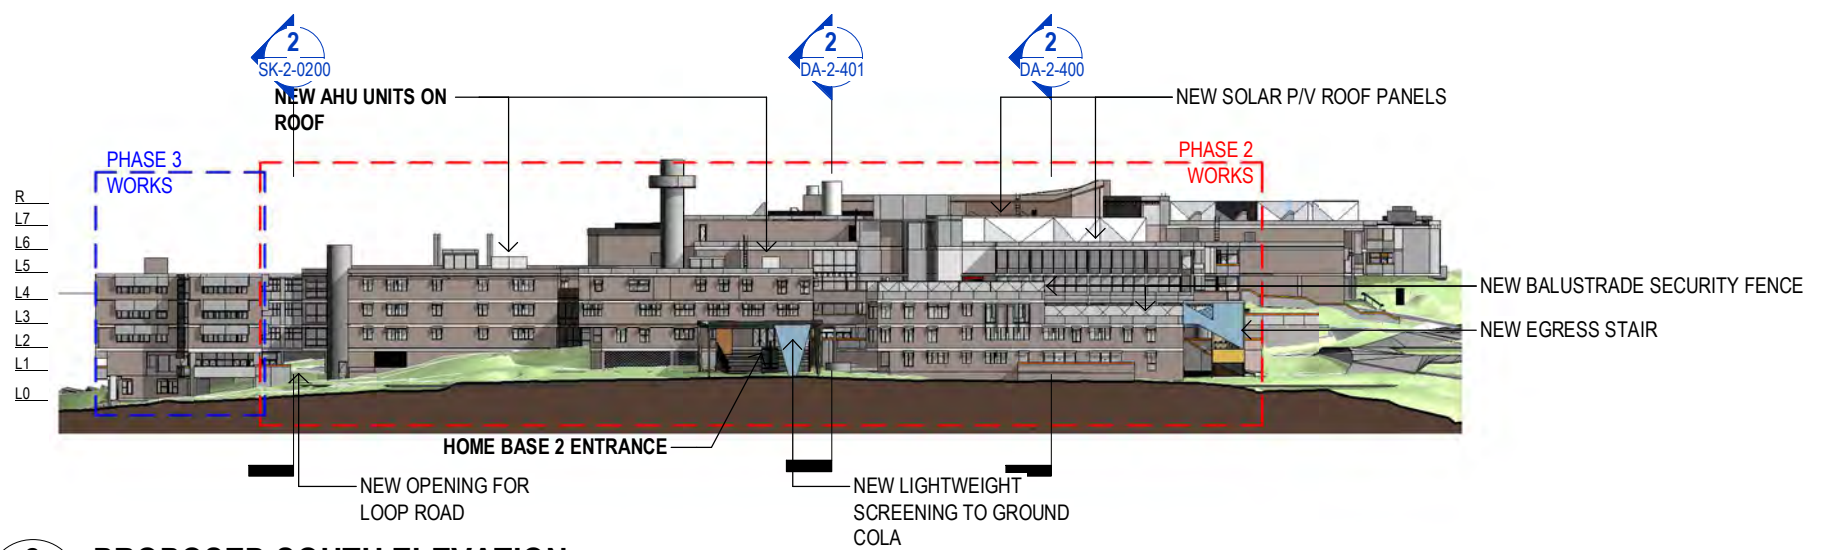 2
SK-2-0200
2
DA-2-401
2
DA-2-400
NEW AHU UNITS ON
ROOF
NEW SOLAR P/V ROOF PANELS
PHASE 3
WORKS
PHASE 2
WORKS
R
L7
L6
L5
L4
L3
L2
L1
L0
NEW BALUSTRADE SECURITY FENCE
NEW EGRESS STAIR
HOME BASE 2 ENTRANCE
NEW OPENING FOR
LOOP ROAD
NEW LIGHTWEIGHT
SCREENING TO GROUND
COLA
PROPOSED SOUTH ELEVATION